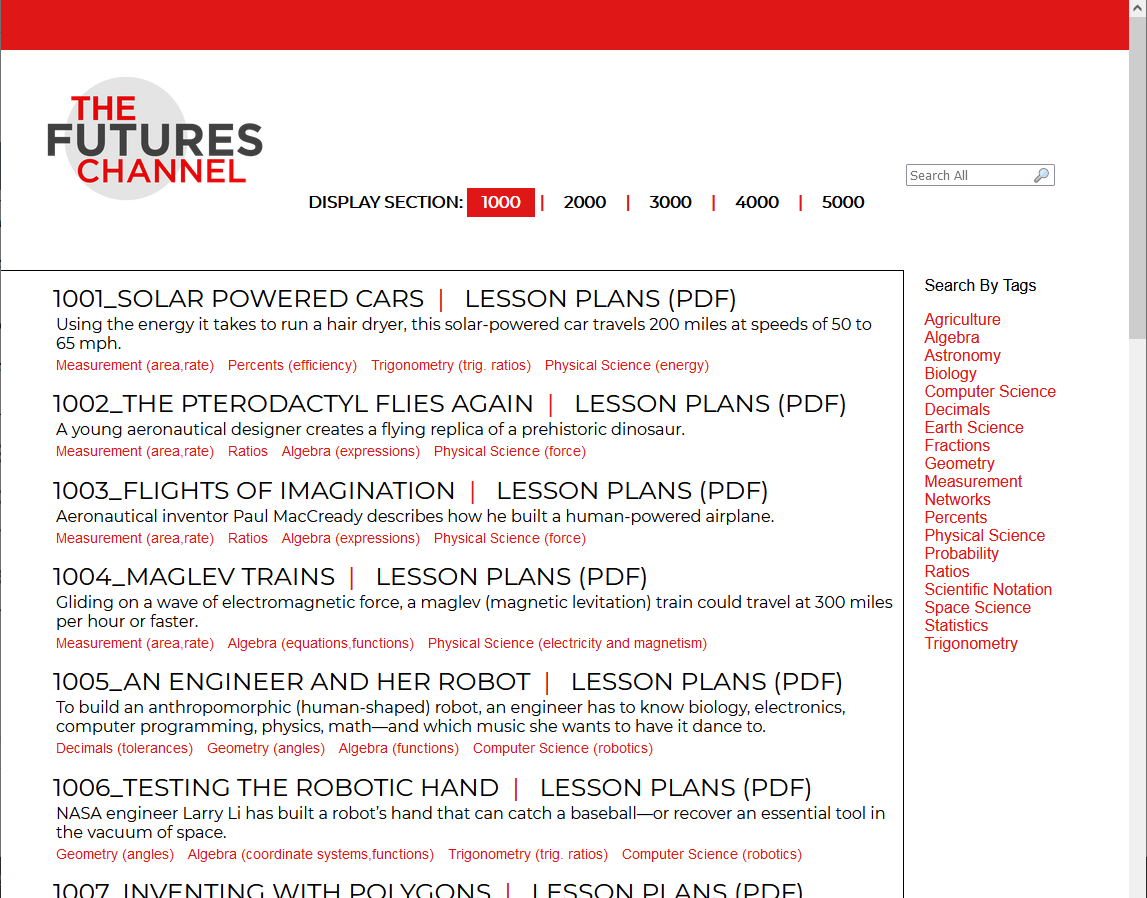 THE
FUTURES
CHANNEL
Search All
DISPLAY SECTION: 1000 | 2000 | 3000 | 4000 | 5000
1001_SOLAR POWERED CARS | LESSON PLANS (PDF)
Using the energy it takes to run a hair dryer, this solar-powered car travels 200 miles at speeds of 50 to
65 mph.
Measurement (area,rate) Percents (efficiency) Trigonometry (trig. ratios) Physical Science (energy)
1002_THE PTERODACTYL FLIES AGAIN | LESSON PLANS (PDF)
A young aeronautical designer creates a flying replica of a prehistoric dinosaur.
Measurement (area,rate) Ratios Algebra (expressions) Physical Science (force)
1003_FLIGHTS OF IMAGINATION | LESSON PLANS (PDF)
Aeronautical inventor Paul MacCready describes how he built a human-powered airplane.
Measurement (area,rate) Ratios Algebra (expressions) Physical Science (force)
1004_MAGLEV TRAINS | LESSON PLANS (PDF)
Gliding on a wave of electromagnetic force, a maglev (magnetic levitation) train could travel at 300 miles
per hour or faster.
Measurement (area,rate) Algebra (equations,functions) Physical Science (electricity and magnetism)
1005_AN ENGINEER AND HER ROBOT | LESSON PLANS (PDF)
To build an anthropomorphic (human-shaped) robot, an engineer has to know biology, electronics,
computer programming, physics, math—and which music she wants to have it dance to.
Decimals (tolerances) Geometry (angles) Algebra (functions) Computer Science (robotics)
1006_TESTING THE ROBOTIC HAND | LESSON PLANS (PDF)
NASA engineer Larry Li has built a robot’s hand that can catch a baseball—or recover an essential tool in
the vacuum of space.
Geometry (angles) Algebra (coordinate systems,functions) Trigonometry (trig. ratios) Computer Science (robotics)
1007_INVENTING WITH POLYGONS | LESSON PLANS (PDF)
Search By Tags
Agriculture
Algebra
Astronomy
Biology
Computer Science
Decimals
Earth Science
Fractions
Geometry
Measurement
Networks
Percents
Physical Science
Probability
Ratios
Scientific Notation
Space Science
Statistics
Trigonometry